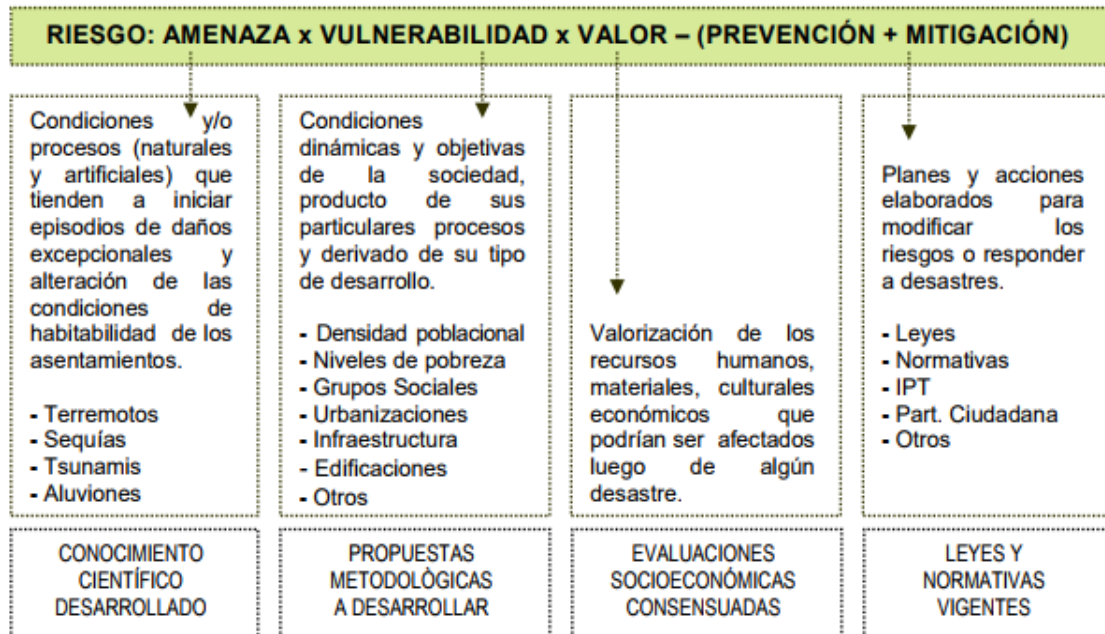 RIESGO: AMENAZA x VULNERABILIDAD x VALOR – (PREVENCIÓN + MITIGACIÓN)
Condiciones y/o
procesos (naturales
y artificiales) que
tienden a iniciar
episodios de daños
excepcionales y
alteración de las
condiciones de
habitabilidad de los
asentamientos.
- Terremotos
- Sequías
- Tsunamis
- Aluviones
Condiciones
dinámicas y objetivas
de la sociedad,
producto de sus
particulares procesos
y derivado de su tipo
de desarrollo.
- Densidad poblacional
- Niveles de pobreza
- Grupos Sociales
- Urbanizaciones
- Infraestructura
- Edificaciones
- Otros
Valorización de los
recursos humanos,
materiales, culturales
económicos que
podrían ser afectados
luego de algún
desastre.
Planes y acciones
elaborados para
modificar los
riesgos o responder
a desastres.
- Leyes
- Normativas
- IPT
- Part. Ciudadana
- Otros
CONOCIMIENTO
CIENTÍFICO
DESARROLLADO
PROPUESTAS
METODOLÒGICAS
A DESARROLLAR
EVALUACIONES
SOCIOECONÓMICAS
CONSENSUADAS
LEYES Y
NORMATIVAS
VIGENTES